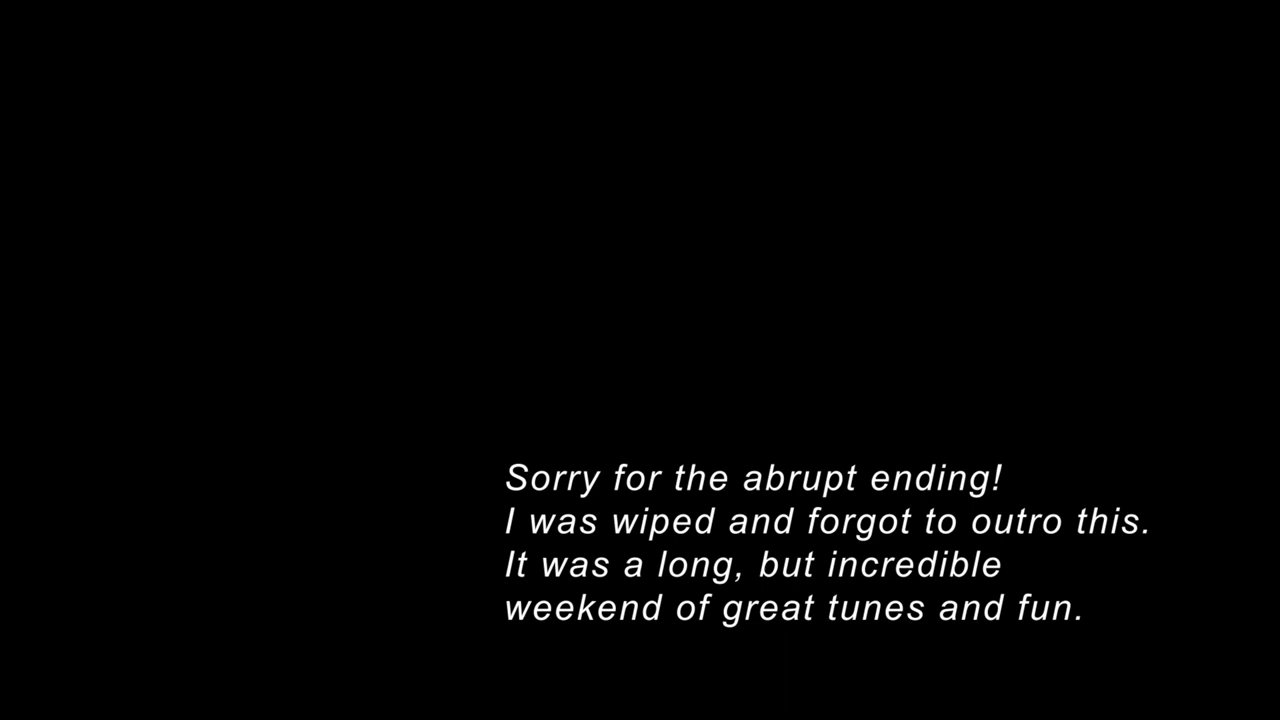 Sorry for the abrupt ending!
I was wiped and forgot to outro this.
It was a long, but incredible
weekend of great tunes and fun.